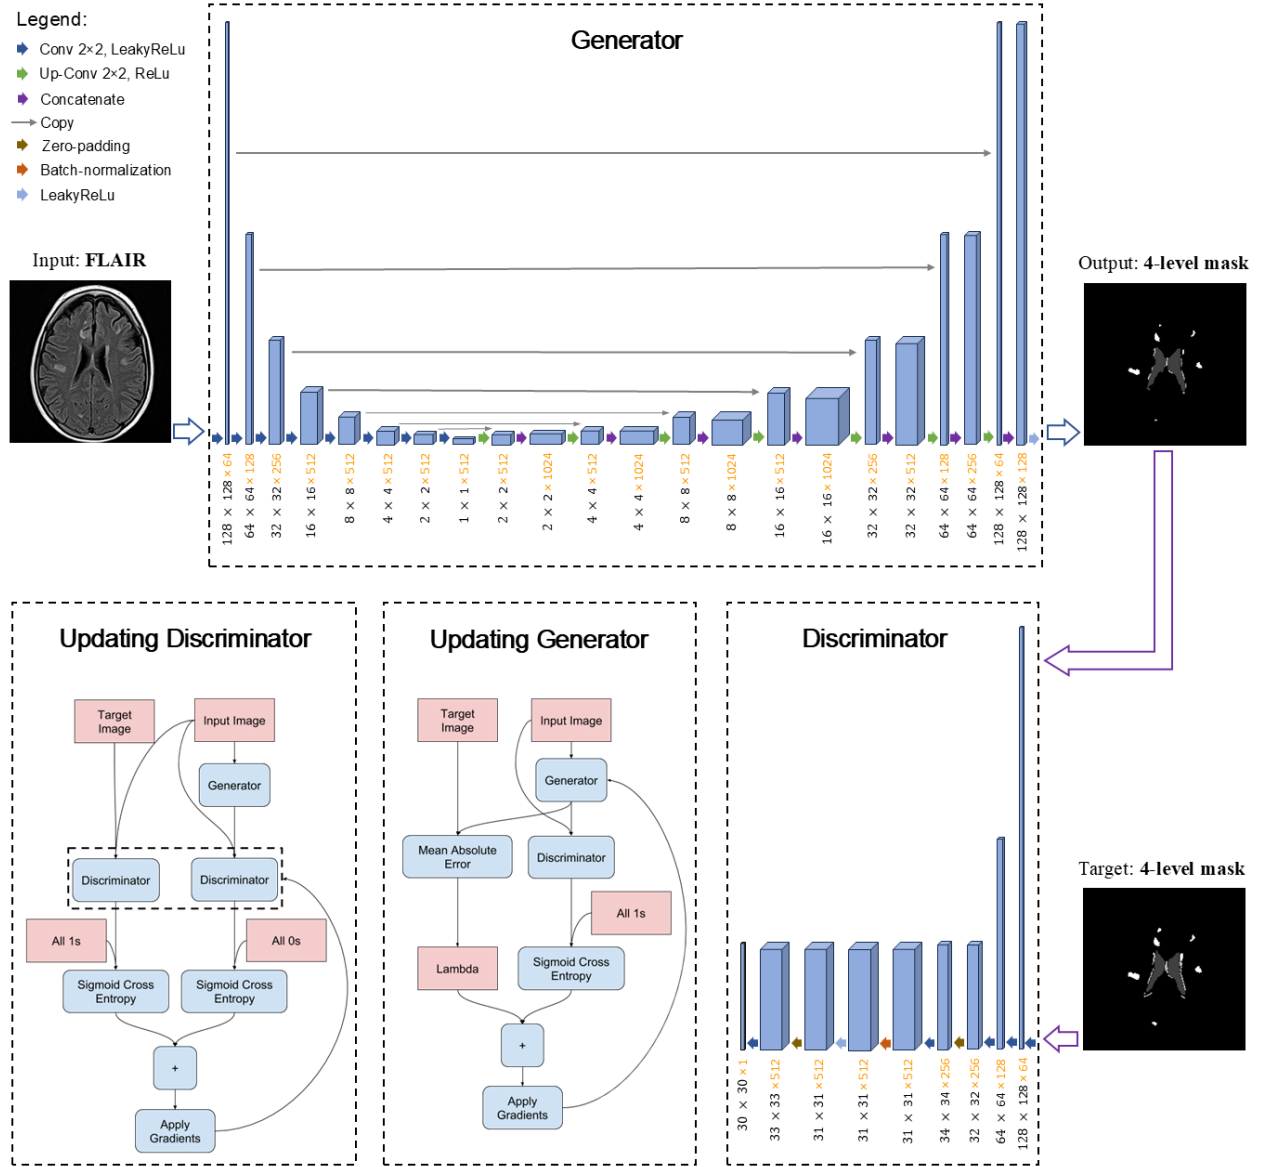 Legend:
Conv 2×2, LeakyReLu
Up-Conv 2×2, ReLu
Concatenate
Copy
Zero-padding
Batch-normalization
LeakyReLu
Generator
Input: FLAIR
Output: 4-level mask
128 × 128 × 64
64 × 64 × 128
32 × 32 × 256
16 × 16 × 512
8 × 8 × 512
4 × 4 × 512
2 × 2 × 512
1 × 1 × 512
2 × 2 × 512
2 × 2 × 1024
4 × 4 × 512
4 × 4 × 1024
8 × 8 × 512
8 × 8 × 1024
16 × 16 × 512
16 × 16 × 1024
32 × 32 × 256
32 × 32 × 512
64 × 64 × 128
64 × 64 × 256
128 × 128 × 64
128 × 128 × 128
Updating Discriminator
Target
Image
Input Image
Generator
Discriminator
Discriminator
All 1s
All 0s
Sigmoid Cross
Entropy
Sigmoid Cross
Entropy
+
Apply
Gradients
Updating Generator
Target
Image
Input Image
Generator
Mean Absolute
Error
Discriminator
All 1s
Lambda
Sigmoid Cross
Entropy
+
Apply
Gradients
Discriminator
Target: 4-level mask
30 × 30 × 1
33 × 33 × 512
31 × 31 × 512
31 × 31 × 512
31 × 31 × 512
34 × 34 × 256
32 × 32 × 256
64 × 64 × 128
128 × 128 × 64